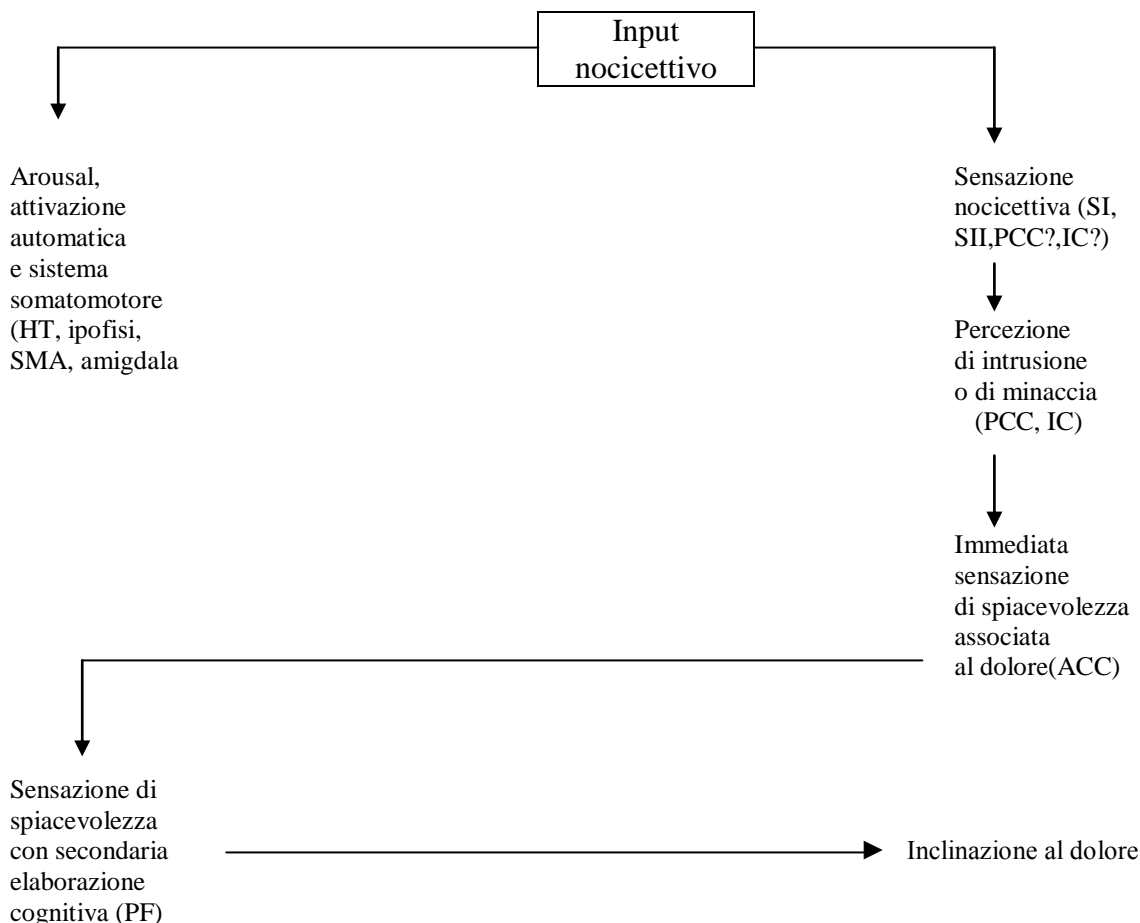 Input
nocicettivo
Arousal,
attivazione
automatica
e sistema
somatomotore
(HT, ipofisi,
SMA, amigdala
Sensazione
nocicettiva (SI,
SII,PCC?,IC?)
Percezione
di intrusione
o di minaccia
(PCC, IC)
Immediata
sensazione
di spiacevolezza
associata
al dolore(ACC)
Sensazione di
spiacevolezza
con secondaria
elaborazione
cognitiva (PF)
Inclinazione al dolore